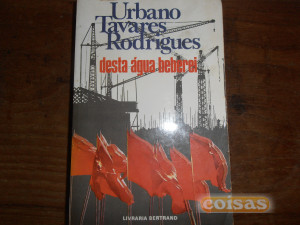 Urbano
Tavares
Rodrigues
desta água beberei
LIVRARIA BERTRAND
coisas